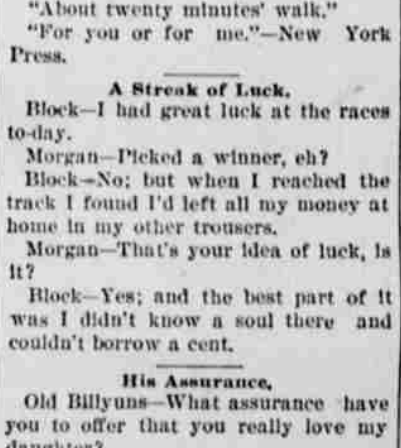 "About twenty minutes' walk."
"For you or for me."—New York
Press.
A Streak of Luck.
Block—I had great luck at the races
to-day.
Morgan—Picked a winner, eh?
Block—No; but when I reached the
track I found I'd left all my money at
home in my other trousers.
Morgan—That's your idea of luck, is
it?
Block—Yes; and the best part of it
was I didn't know a soul there and
couldn't borrow a cent.
His Assurance.
Old Billyuns—What assurance have
you to offer that you really love my
daughter?